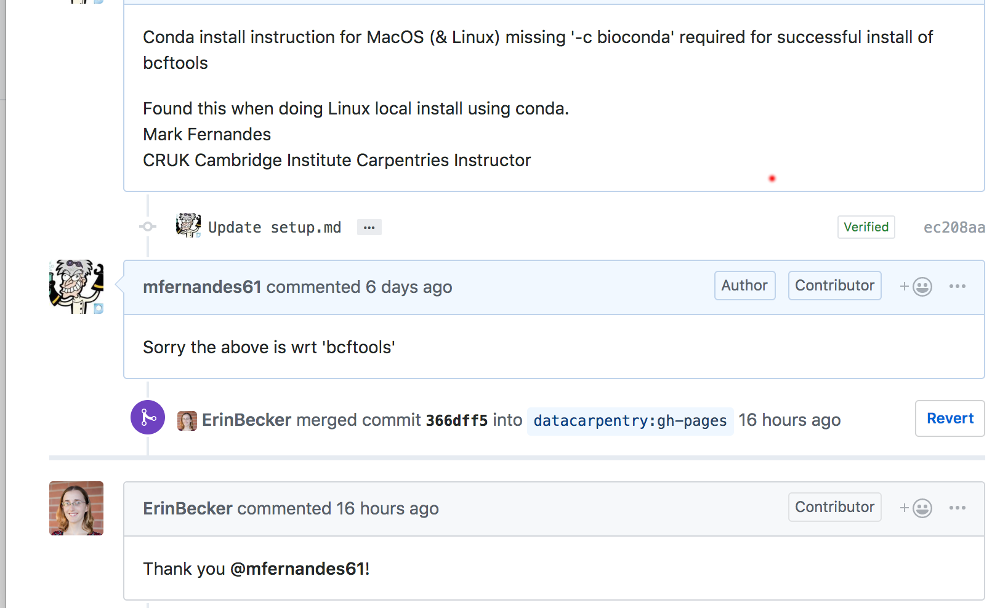 Conda install instruction for MacOS (& Linux) missing '-c bioconda' required for successful install of
bcftools
Found this when doing Linux local install using conda.
Mark Fernandes
CRUK Cambridge Institute Carpentries Instructor
Update setup.md ... Verified ec208aa
mfernandes61 commented 6 days ago Author Contributor + ...
Sorry the above is wrt 'bcftools'
ErinBecker merged commit 366dff5 into datacarpentry:gh-pages 16 hours ago Revert
ErinBecker commented 16 hours ago Contributor + ...
Thank you @mfernandes61!